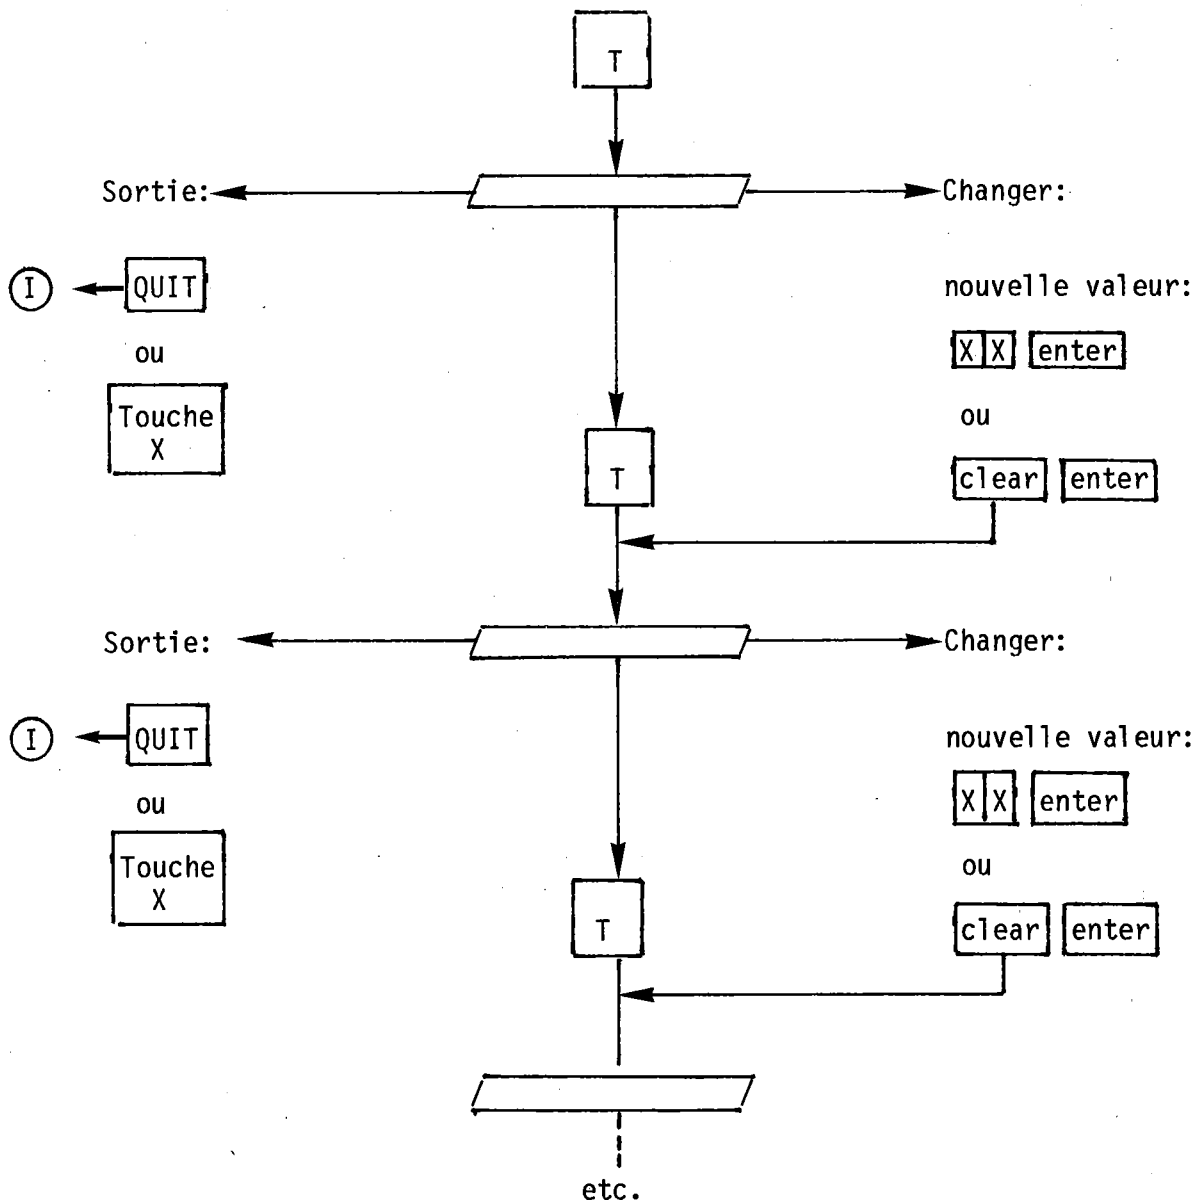 T
Sortie:
Changer:
I
QUIT
nouvelle valeur:
ou
X X enter
Touche
X
ou
T
clear enter
Sortie:
Changer:
I
QUIT
nouvelle valeur:
ou
X X enter
Touche
X
ou
T
clear enter
etc.